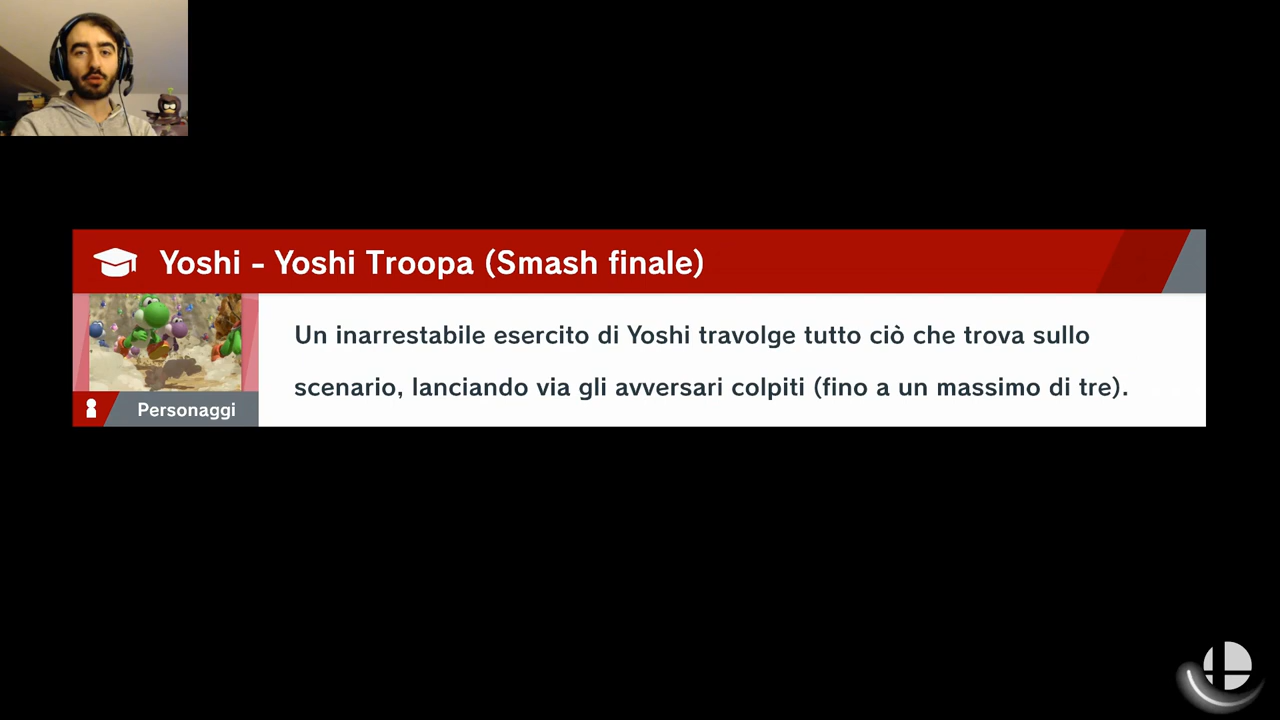 Yoshi - Yoshi Troopa (Smash finale)
Un inarrestabile esercito di Yoshi travolge tutto ciò che trova sullo
scenario, lanciando via gli avversari colpiti (fino a un massimo di tre).
Personaggi